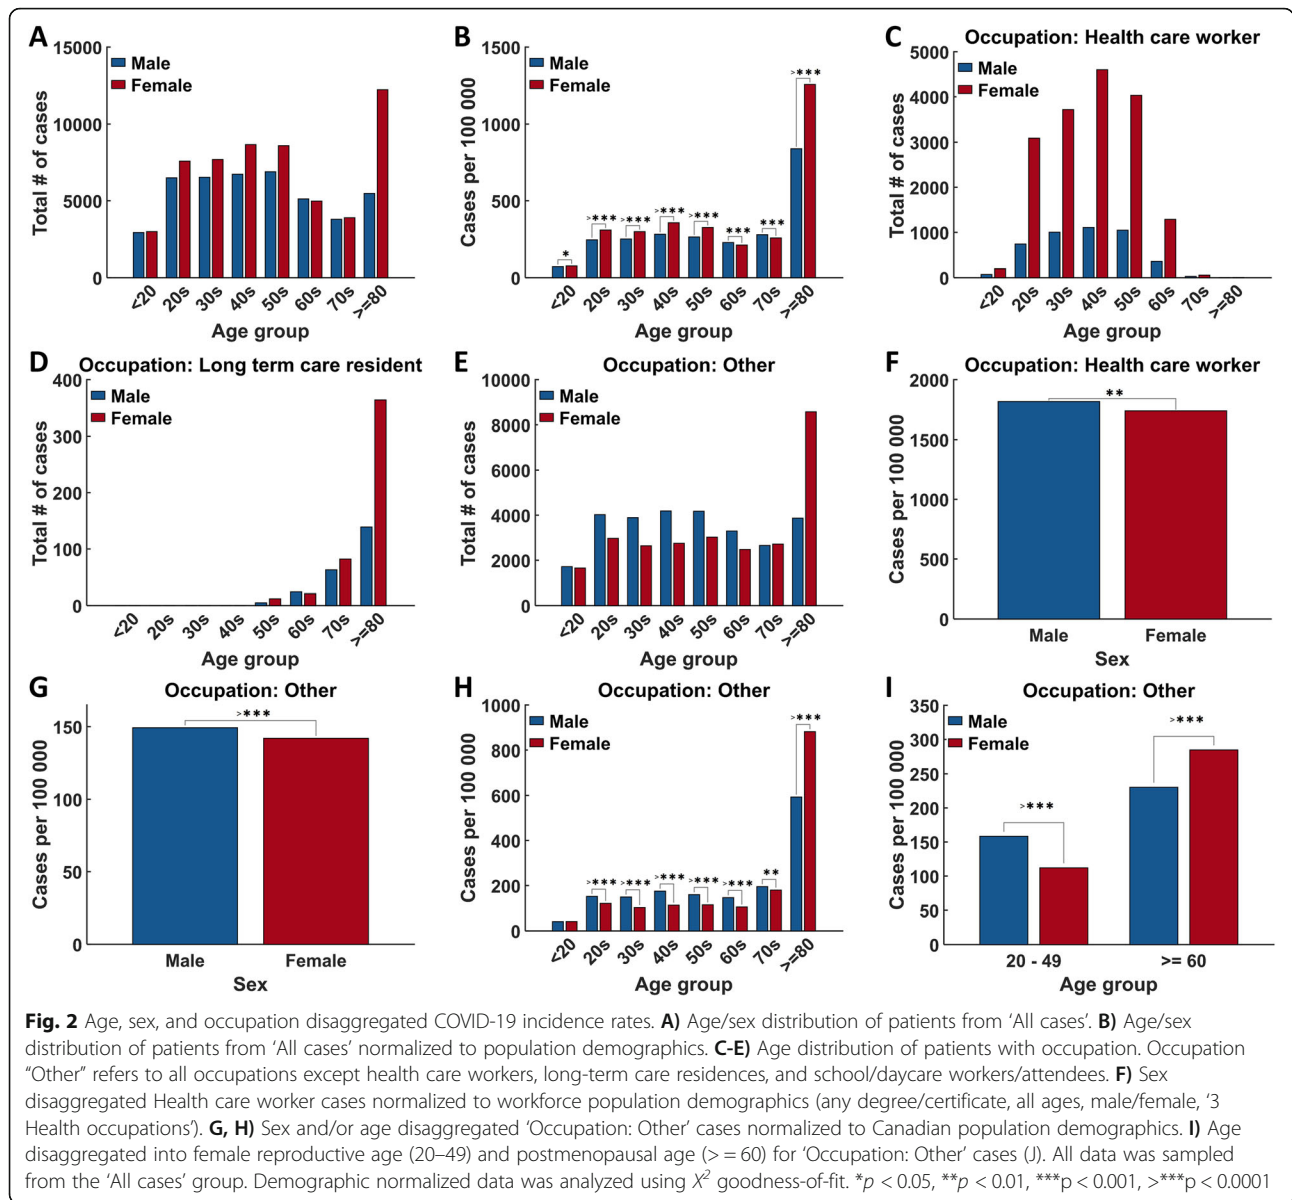 A
15000
10000
5000
0
Total # of cases
Male
Female
<20 20s 30s 40s 50s 60s 70s >=80
Age group
B
1500
1000
500
0
Cases per 100 000
* >*** >*** >*** >*** *** *** >***
<20 20s 30s 40s 50s 60s 70s >=80
Age group
C
Occupation: Health care worker
5000
4000
3000
2000
1000
0
Total # of cases
Male
Female
<20 20s 30s 40s 50s 60s 70s >=80
Age group
D
Occupation: Long term care resident
400
300
200
100
0
Total # of cases
Male
Female
<20 20s 30s 40s 50s 60s 70s >=80
Age group
E
Occupation: Other
10000
8000
6000
4000
2000
0
Total # of cases
Male
Female
<20 20s 30s 40s 50s 60s 70s >=80
Age group
F
Occupation: Health care worker
2000
1500
1000
500
0
Cases per 100 000
**
Male Female
Sex
G
Occupation: Other
150
100
50
0
Cases per 100 000
>***
Male Female
Sex
H
Occupation: Other
1000
800
600
400
200
0
Cases per 100 000
Male
Female
>*** >*** >*** >*** >*** ** >***
<20 20s 30s 40s 50s 60s 70s >=80
Age group
I
Occupation: Other
350
300
250
200
150
100
50
0
Cases per 100 000
Male
Female
>*** >***
20 - 49 >= 60
Age group
Fig. 2 Age, sex, and occupation disaggregated COVID-19 incidence rates. A) Age/sex distribution of patients from ‘All cases’. B) Age/sex
distribution of patients from ‘All cases’ normalized to population demographics. C-E) Age distribution of patients with occupation. Occupation
“Other” refers to all occupations except health care workers, long-term care residences, and school/daycare workers/attendees. F) Sex
disaggregated Health care worker cases normalized to workforce population demographics (any degree/certificate, all ages, male/female, ‘3
Health occupations’). G, H) Sex and/or age disaggregated ‘Occupation: Other’ cases normalized to Canadian population demographics. I) Age
disaggregated into female reproductive age (20–49) and postmenopausal age (> = 60) for ‘Occupation: Other’ cases (J). All data was sampled
from the ‘All cases’ group. Demographic normalized data was analyzed using X² goodness-of-fit. *p < 0.05, **p < 0.01, ***p < 0.001, >***p < 0.0001